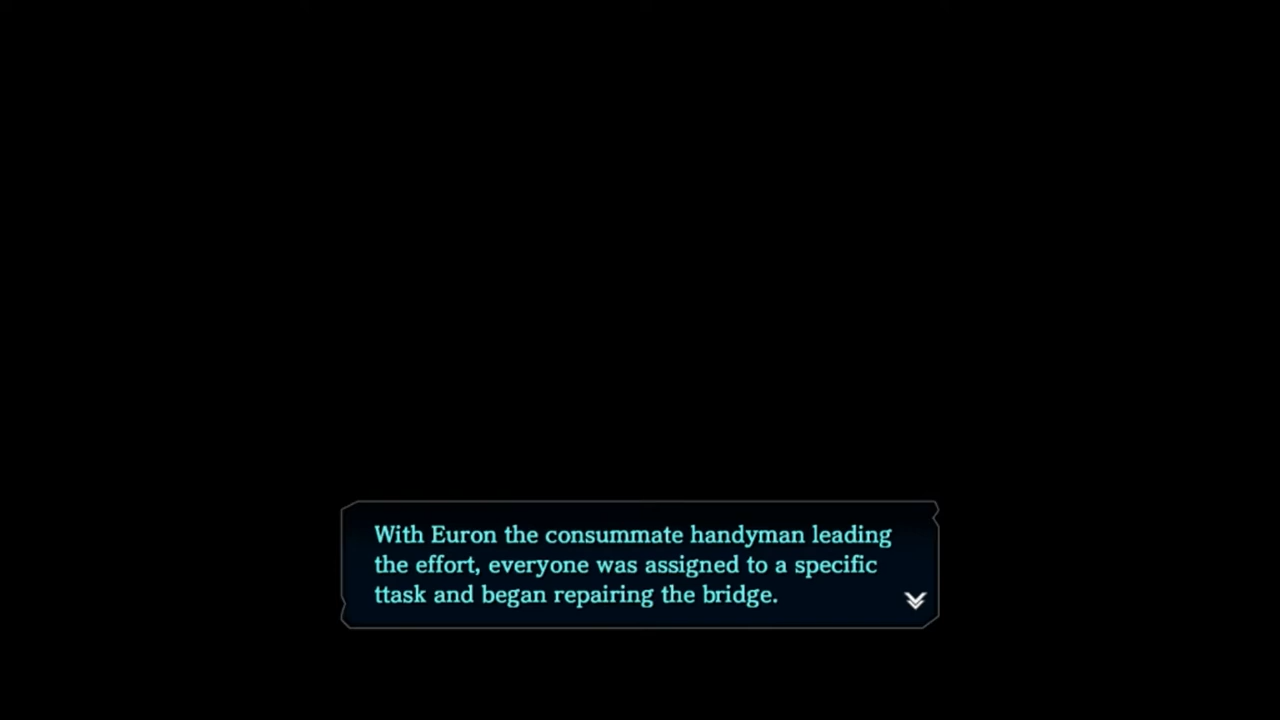 With Euron the consummate handyman leading
the effort, everyone was assigned to a specific
ttask and began repairing the bridge.